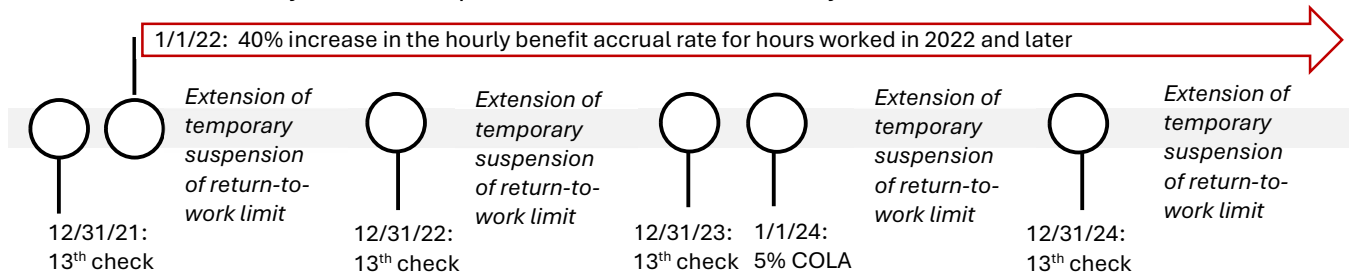 1/1/22: 40% increase in the hourly benefit accrual rate for hours worked in 2022 and later
Extension of
temporary
suspension
of return-to-
work limit
Extension of
temporary
suspension
of return-to-
work limit
Extension of
temporary
suspension
of return-to-
work limit
Extension of
temporary
suspension
of return-to-
work limit
12/31/21:
13th check
12/31/22:
13th check
12/31/23:
13th check
1/1/24:
5% COLA
12/31/24:
13th check